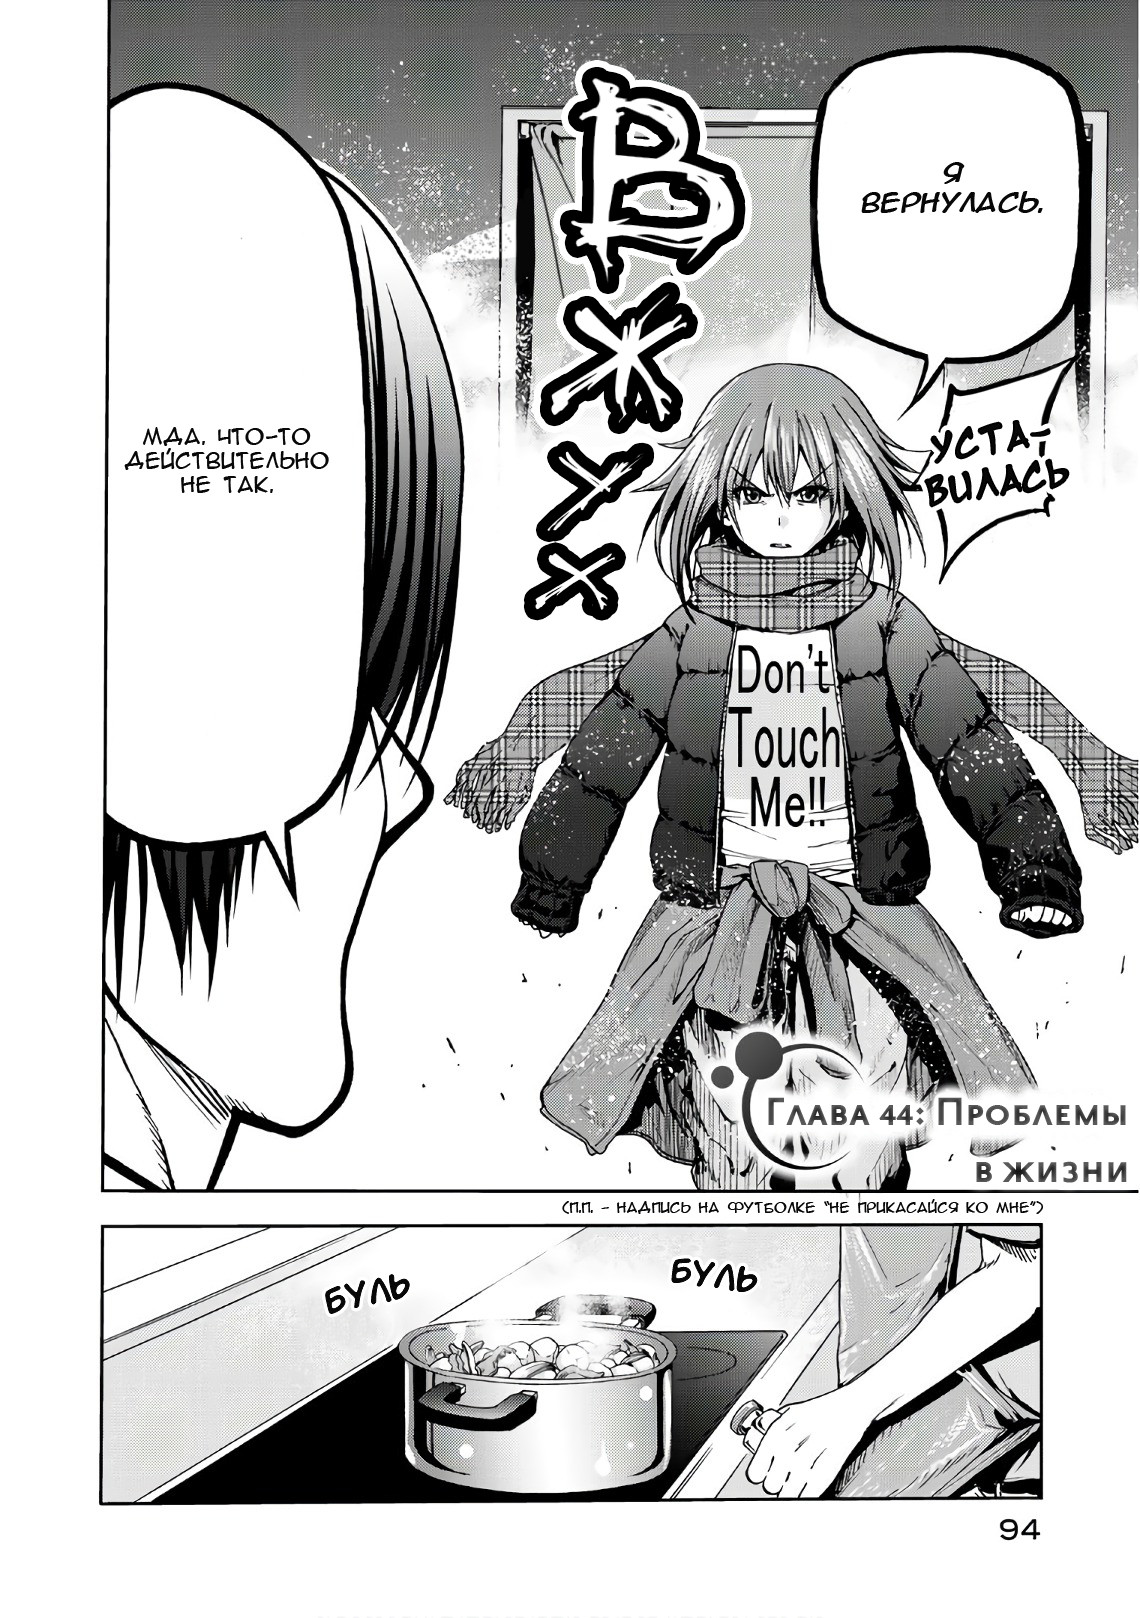 Я
ВЕРНУЛАСЬ.
ВЖУХ
УСТА-
ВИЛАСЬ
МДА, ЧТО-ТО
ДЕЙСТВИТЕЛЬНО
НЕ ТАК.
Don't
Touch
Me!!
Глава 44: Проблемы
в жизни
(П.П. - НАДПИСЬ НА ФУТБОЛКЕ "НЕ ПРИКАСАЙСЯ КО МНЕ")
БУЛЬ
БУЛЬ
94